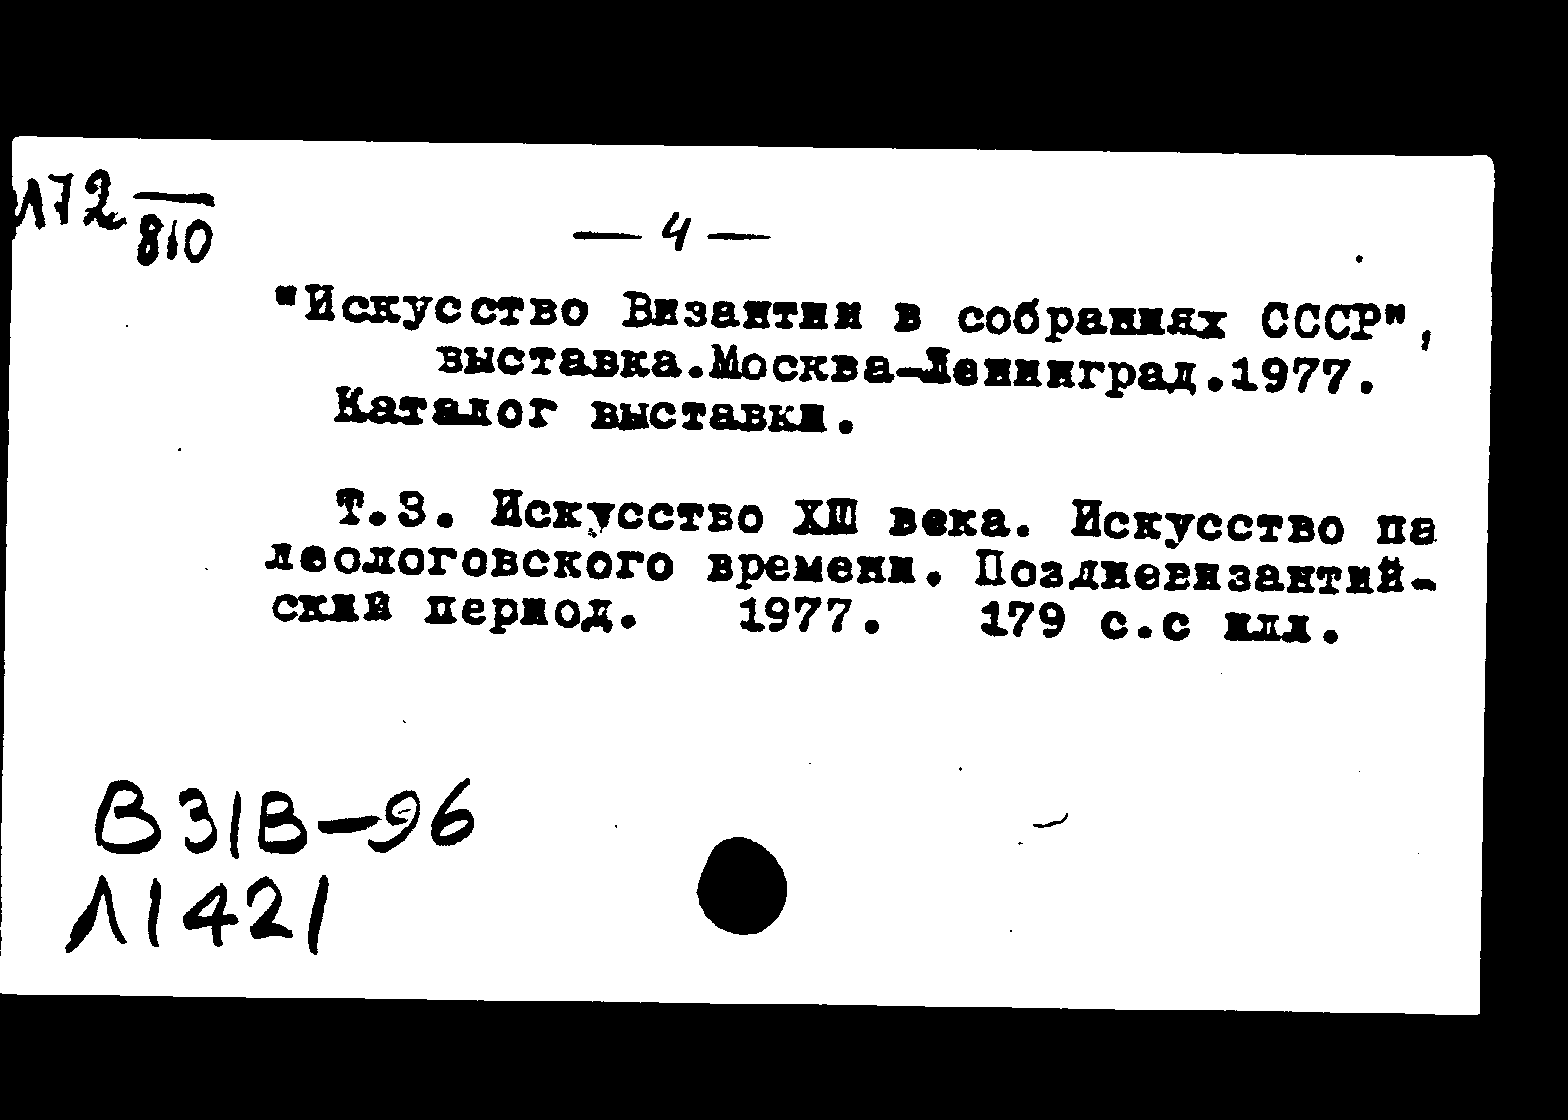 Л72/810
— 4 —
"Искусство Византии в собраниях СССР",
выставка.Москва-Ленинград.1977.
Каталог выставки.
Т.3. Искусство XIII века. Искусство па
леологовского времени. Поздневизантий-
ский период. 1977. 179 с.с илл.
В31В-96
Л1421